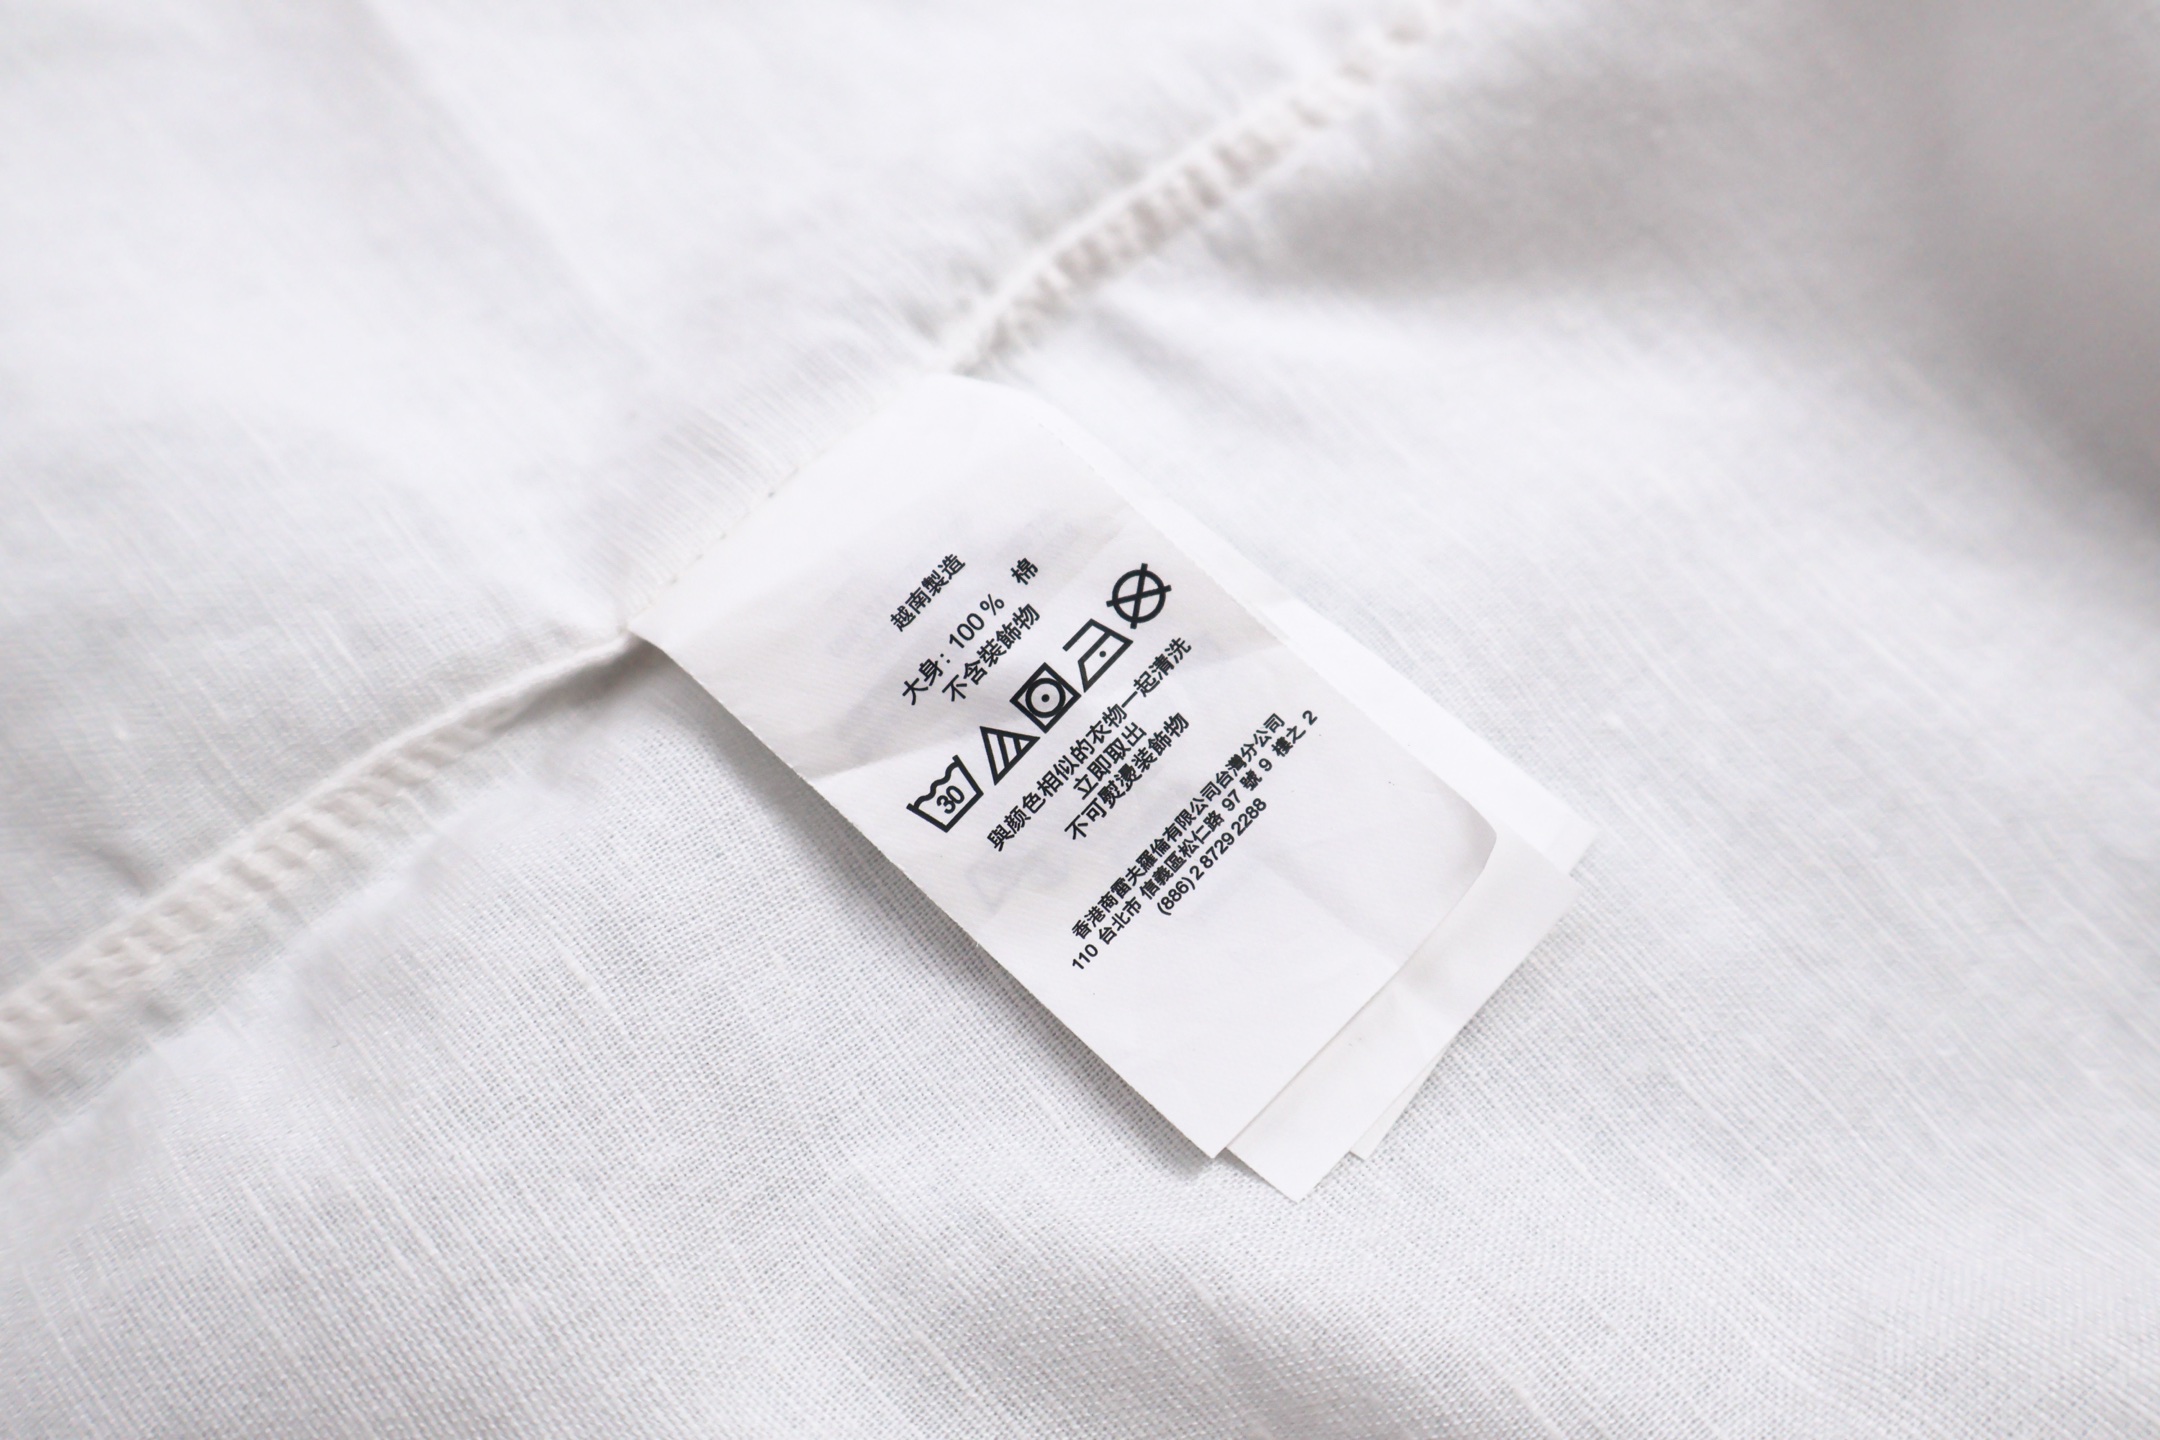 越南製造
大身: 100 % 棉
不含裝飾物
30
與颜色相似的衣物一起清洗
立即取出
不可熨燙装飾物
香港商雷夫羅倫有限公司台灣分公司
110 台北市 信義區松仁路 97 號 9 樓之 2
(886) 2 8729 2288